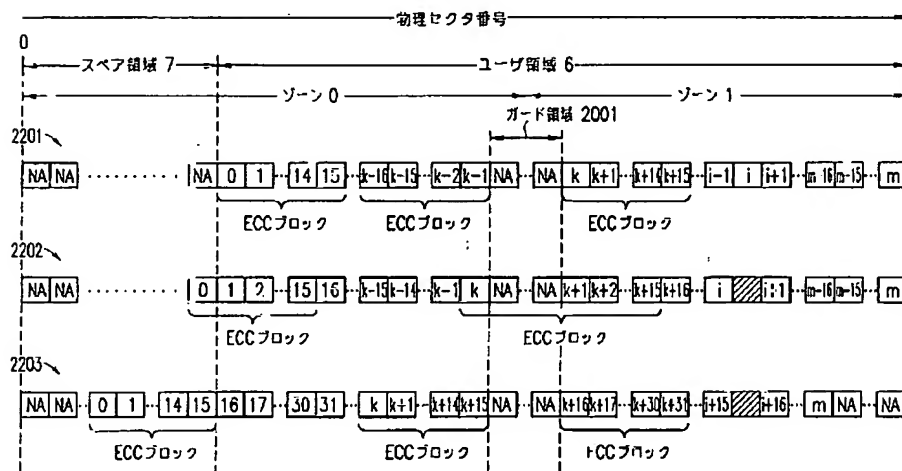 物理セクタ番号
0
スペア領域 7
ユーザ領域 6
ゾーン 0
ゾーン 1
ガード領域 2001
2201
NA NA ········ NA 0 1 ·· 14 15 ·· k-16 k-15 ·· k-2 k-1 NA ·· NA k k+1 ·· k+14 k+15 ·· i-1 i i+1 ·· m-16 m-15 ·· m
ECCブロック ECCブロック ECCブロック
2202
NA NA ········ 0 1 2 ·· 15 16 ·· k-15 k-14 ·· k-1 k NA ·· NA k+1 k+2 ·· k+15 k+16 ·· i i+1 ·· m-16 m-15 ·· m
ECCブロック ECCブロック
2203
NA NA ·· 0 1 ·· 14 15 16 17 ·· 30 31 ·· k k+1 ·· k+14 k+15 NA ·· NA k+16 k+17 ·· k+30 k+31 ·· i+15 i+16 ·· m NA ·· NA
ECCブロック ECCブロック ECCブロック